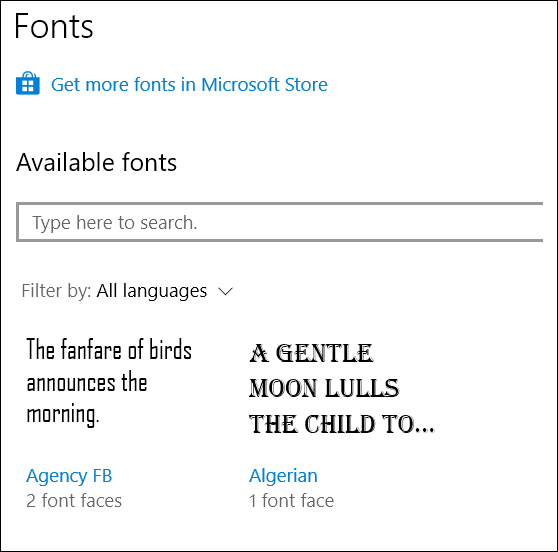 Fonts
Get more fonts in Microsoft Store
Available fonts
Type here to search.
Filter by: All languages
The fanfare of birds
announces the
morning.
Agency FB
2 font faces
A GENTLE
MOON LULLS
THE CHILD TO...
Algerian
1 font face